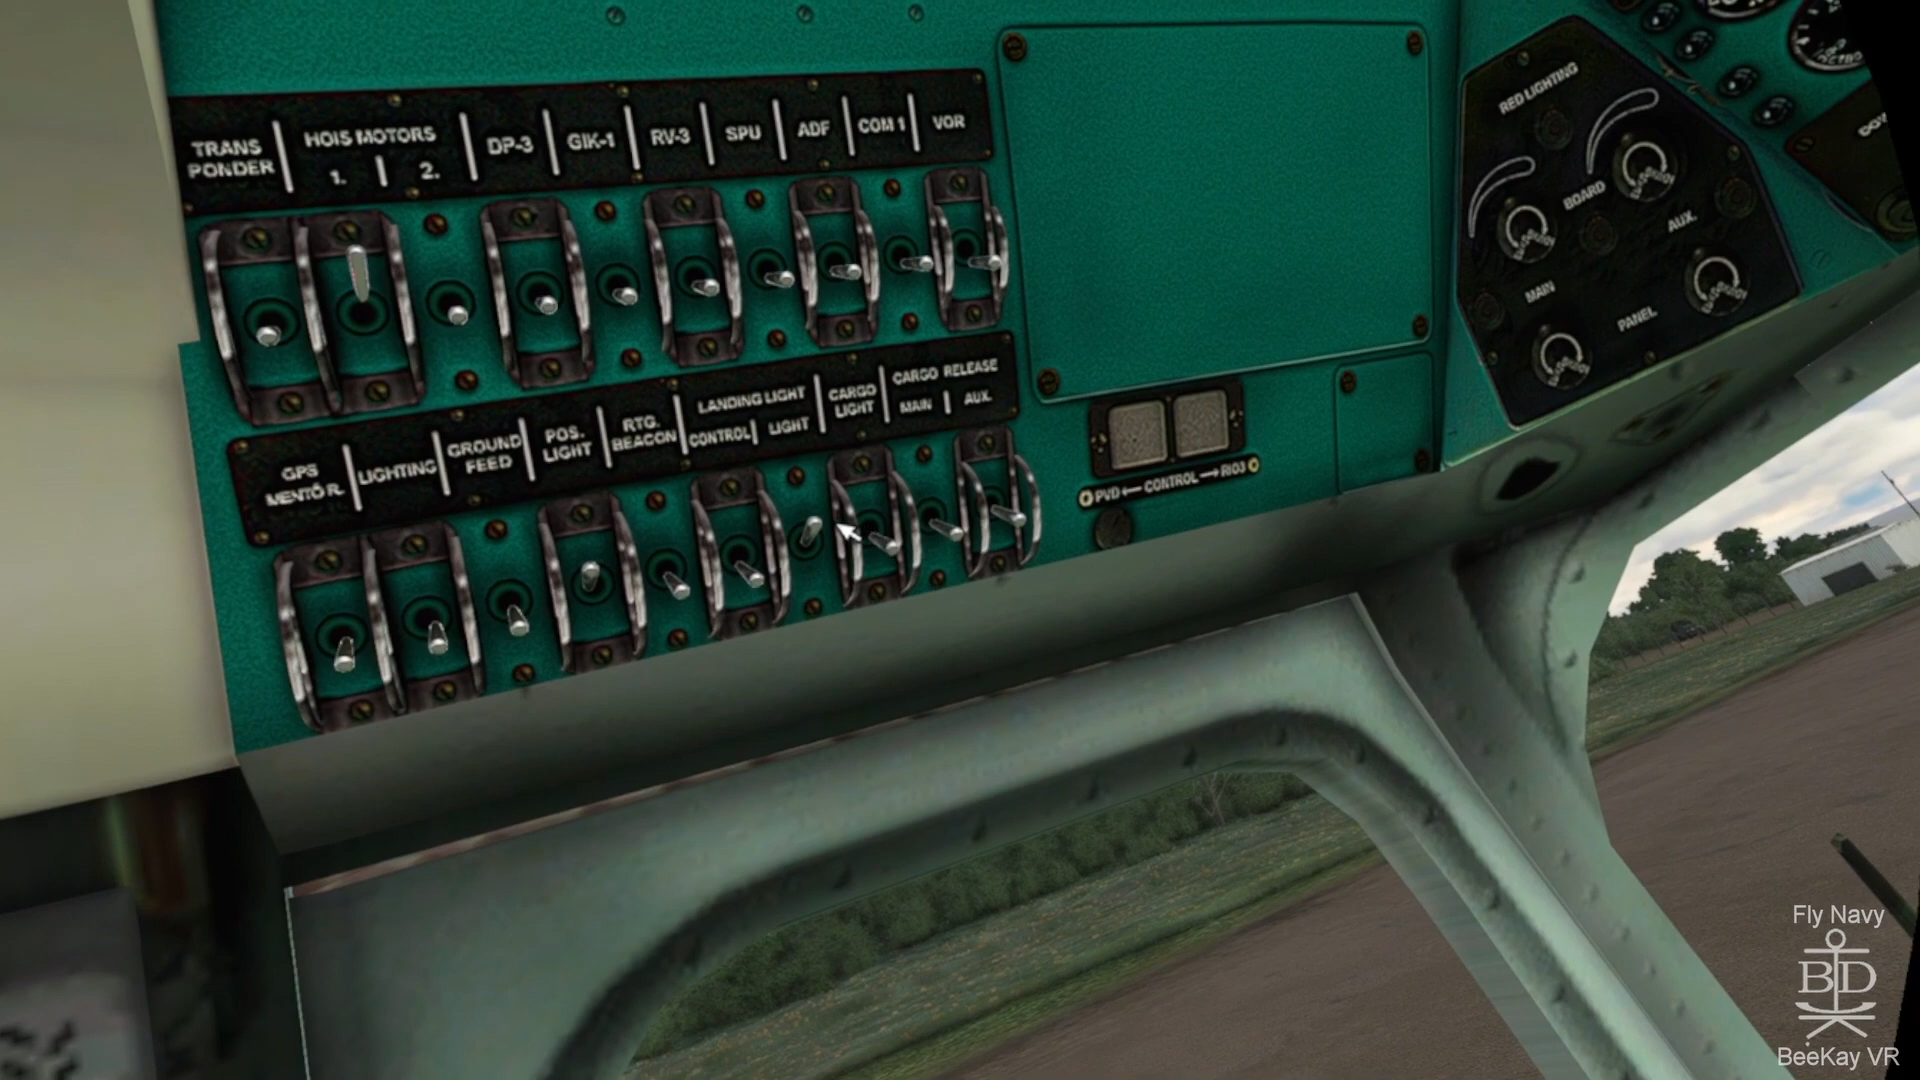 TRANS
PONDER
HOIS MOTORS
1.
2.
DP-3
GIK-1
RV-3
SPU
ADF
COM 1
VOR
GPS
MENTÓ R.
LIGHTING
GROUND
FEED
POS.
LIGHT
RTG.
BEACON
LANDING LIGHT
CONTROL
LIGHT
CARGO
LIGHT
CARGO RELEASE
MAIN
AUX.
PVD ← CONTROL → RIO3
RED LIGHTING
BOARD
AUX.
MAIN
PANEL
Fly Navy
BD
BeeKay VR